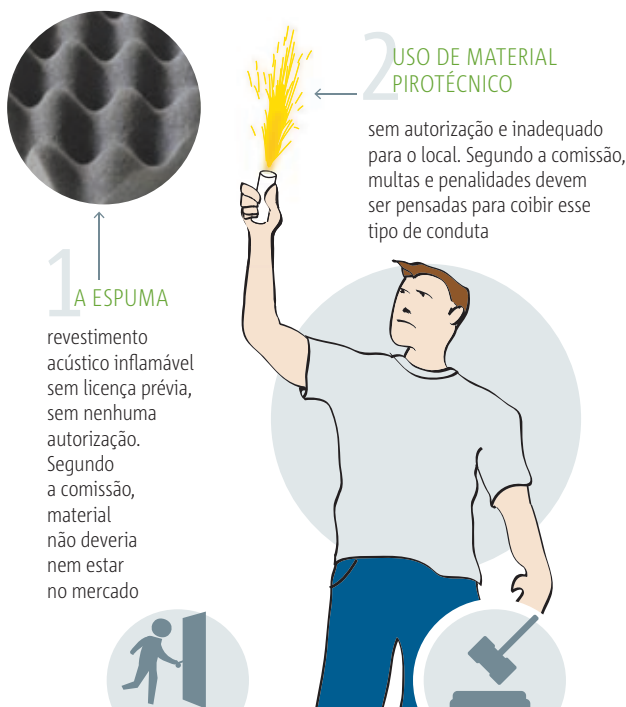 1
A ESPUMA
revestimento
acústico inflamável
sem licença prévia,
sem nenhuma
autorização.
Segundo
a comissão,
material
não deveria
nem estar
no mercado
2
USO DE MATERIAL
PIROTÉCNICO
sem autorização e inadequado
para o local. Segundo a comissão,
multas e penalidades devem
ser pensadas para coibir esse
tipo de conduta